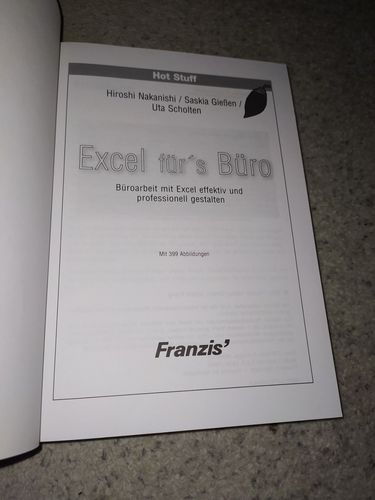 Hot Stuff
Hiroshi Nakanishi / Saskia Gießen /
Uta Scholten
Excel für´s Büro
Büroarbeit mit Excel effektiv und
professionell gestalten
Mit 399 Abbildungen
Franzis’